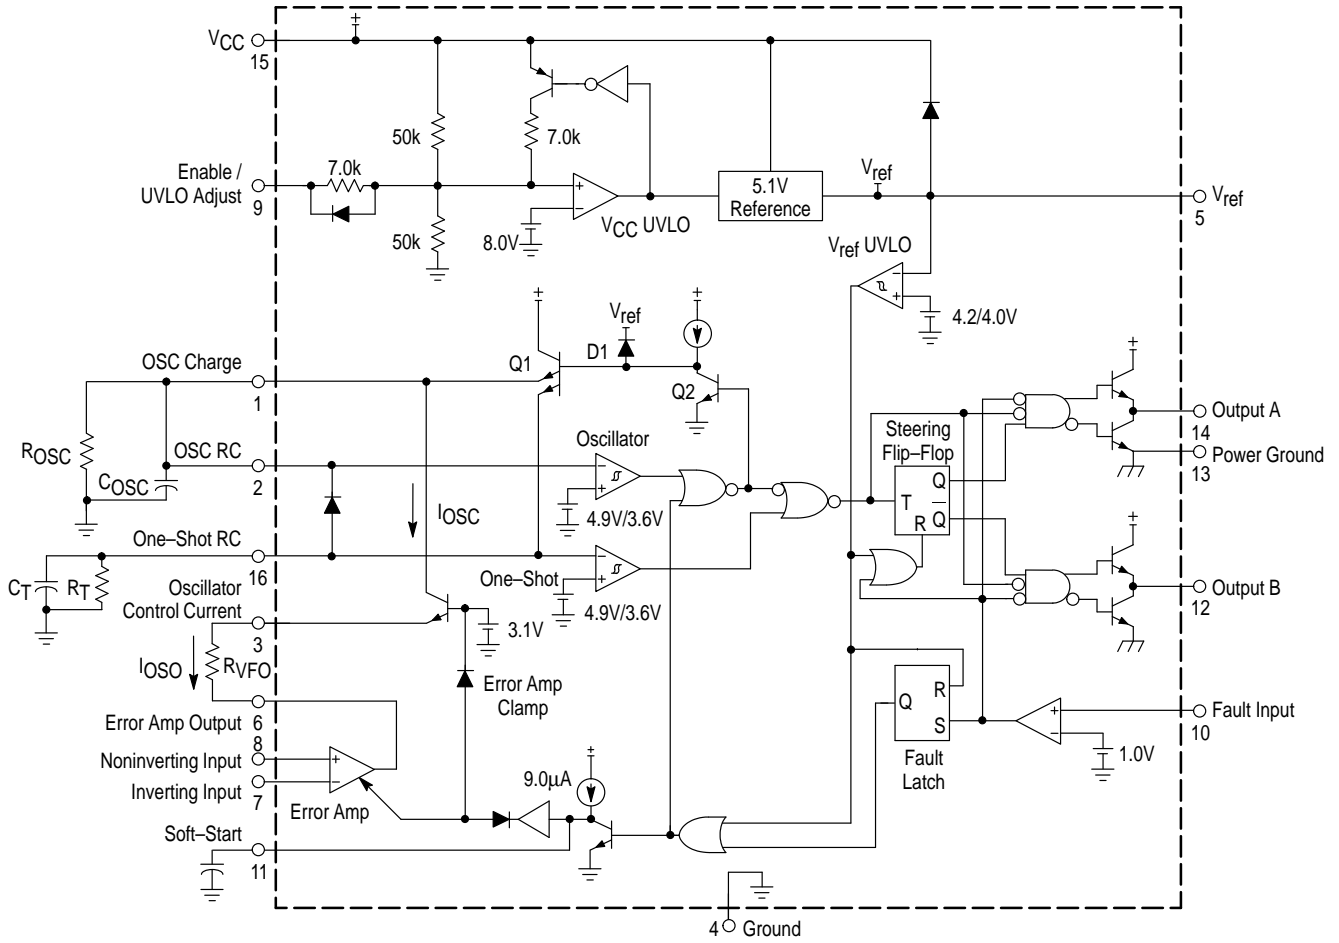 VCC
15
50k
7.0k
7.0k
Enable /
UVLO Adjust
9
50k
8.0V
VCC UVLO
5.1V
Reference
Vref
Vref
5
Vref UVLO
4.2/4.0V
Vref
D1
Q1
Q2
OSC Charge
1
ROSC
COSC
OSC RC
2
IOSC
Oscillator
4.9V/3.6V
Steering
Flip–Flop
T
Q
Q
R
Output A
14
Power Ground
13
One–Shot RC
16
CT
RT
One–Shot
4.9V/3.6V
Output B
12
Oscillator
Control Current
3
3.1V
IOSO
RVFO
Error Amp
Clamp
Error Amp Output
6
8
Noninverting Input
Inverting Input
7
Error Amp
9.0µA
Q
R
S
Fault
Latch
Fault Input
10
1.0V
Soft–Start
11
4
Ground